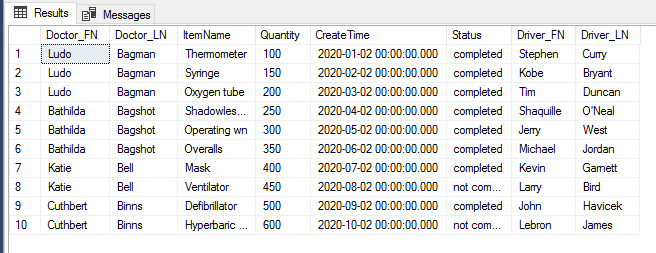 Results Messages
Doctor_FN Doctor_LN ItemName Quantity CreateTime Status Driver_FN Driver_LN
1 Ludo Bagman Thermometer 100 2020-01-02 00:00:00.000 completed Stephen Curry
2 Ludo Bagman Syringe 150 2020-02-02 00:00:00.000 completed Kobe Bryant
3 Ludo Bagman Oxygen tube 200 2020-03-02 00:00:00.000 completed Tim Duncan
4 Bathilda Bagshot Shadowles... 250 2020-04-02 00:00:00.000 completed Shaquille O'Neal
5 Bathilda Bagshot Operating wn 300 2020-05-02 00:00:00.000 completed Jerry West
6 Bathilda Bagshot Overalls 350 2020-06-02 00:00:00.000 completed Michael Jordan
7 Katie Bell Mask 400 2020-07-02 00:00:00.000 completed Kevin Garnett
8 Katie Bell Ventilator 450 2020-08-02 00:00:00.000 not com... Larry Bird
9 Cuthbert Binns Defibrillator 500 2020-09-02 00:00:00.000 completed John Havicek
10 Cuthbert Binns Hyperbaric ... 600 2020-10-02 00:00:00.000 not com... Lebron James